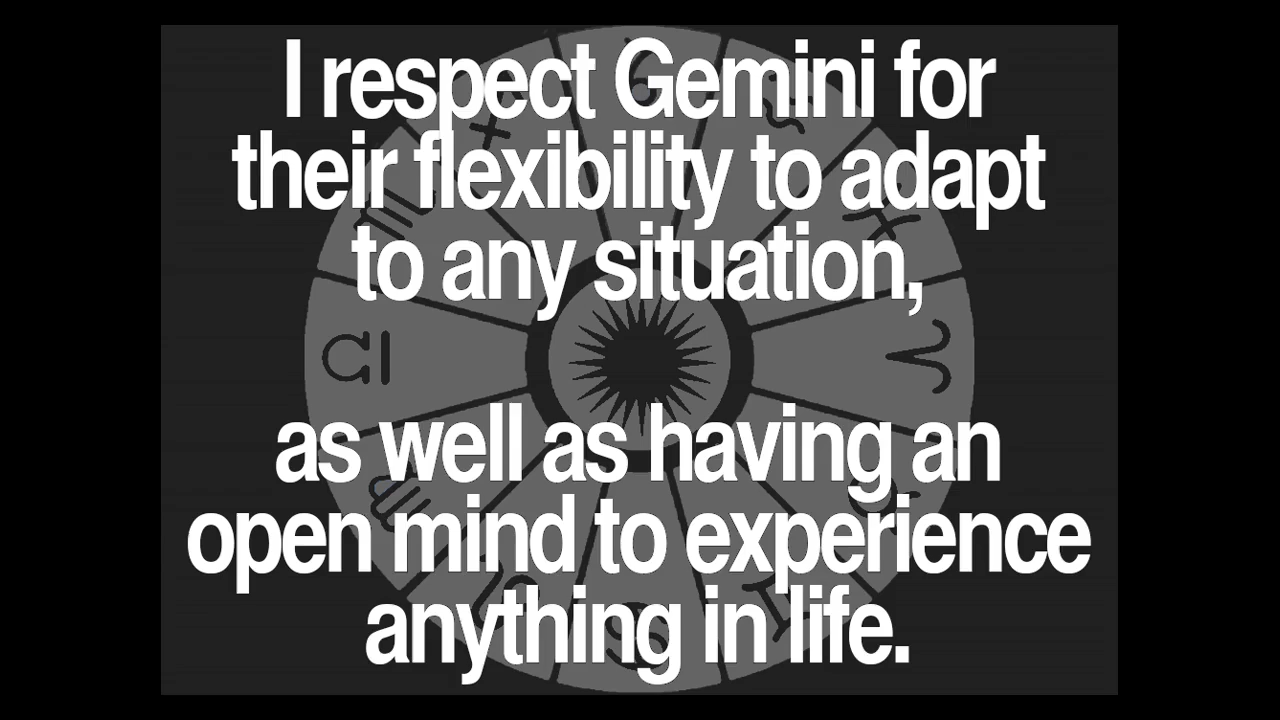 I respect Gemini for
their flexibility to adapt
to any situation,
as well as having an
open mind to experience
anything in life.